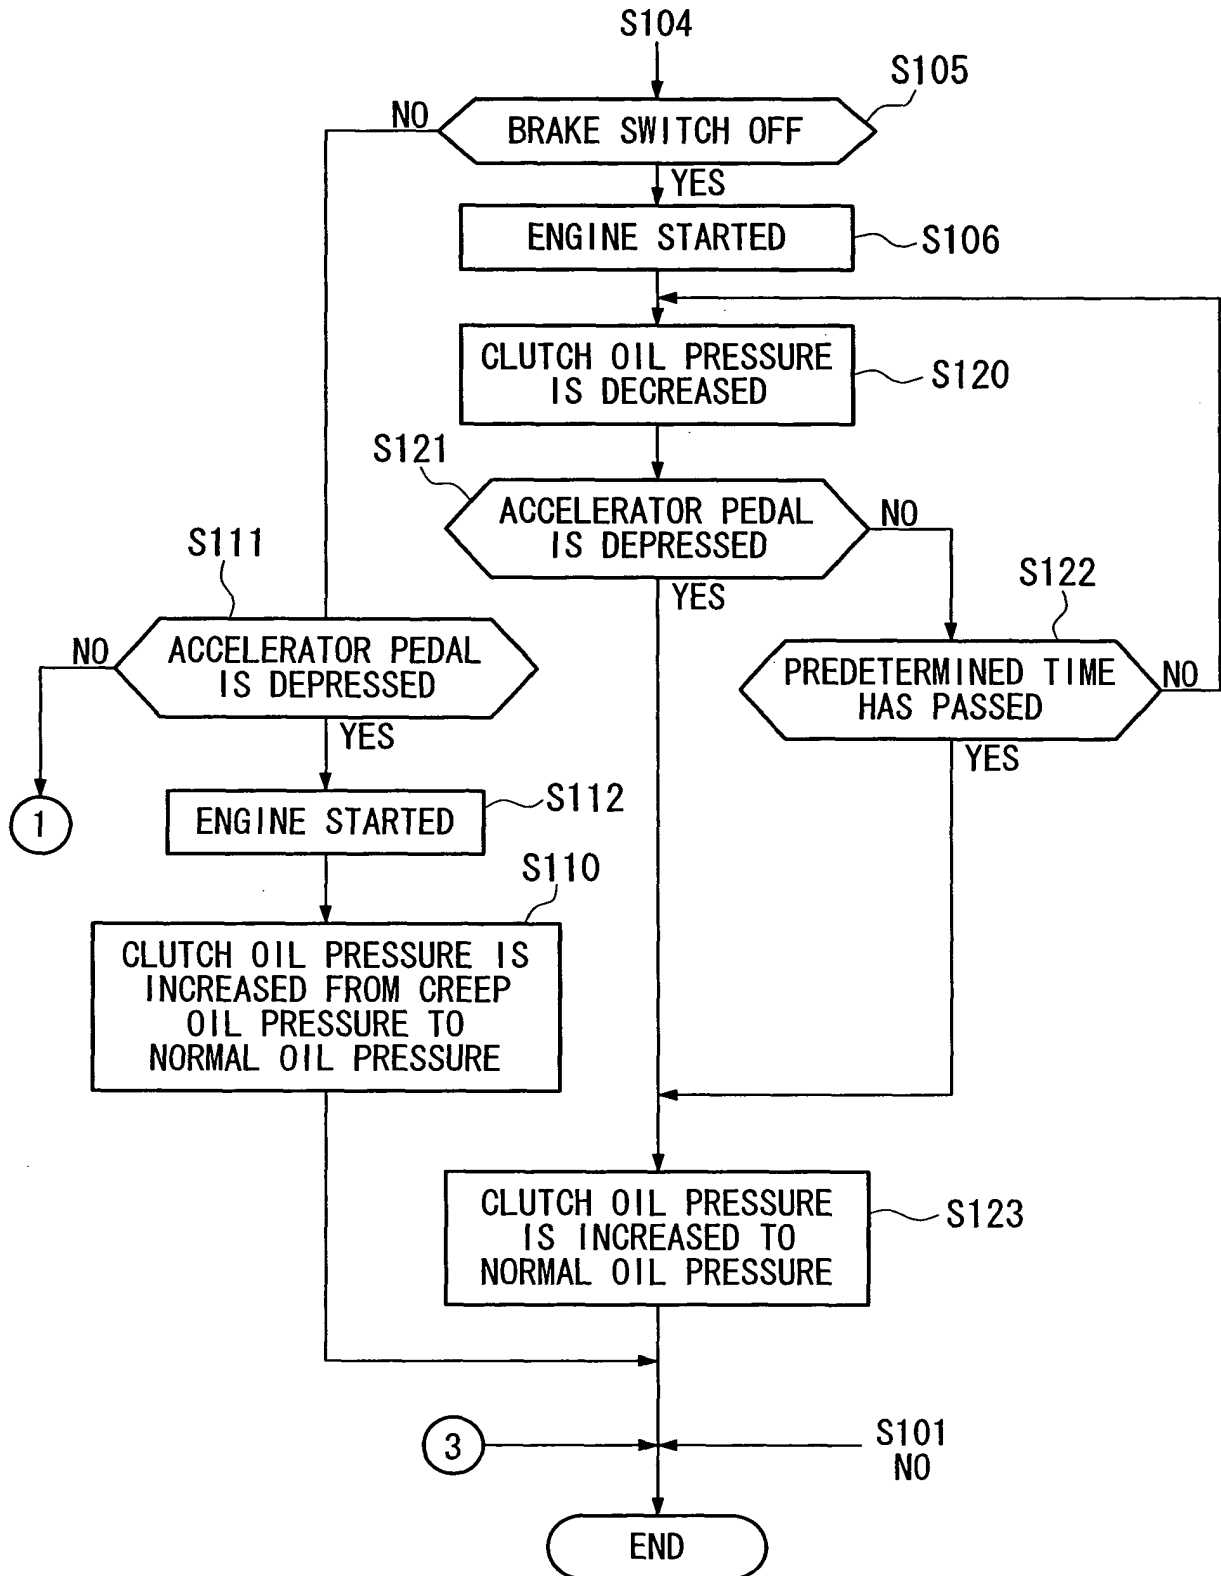 S104
S105
NO
BRAKE SWITCH OFF
YES
ENGINE STARTED
S106
CLUTCH OIL PRESSURE
IS DECREASED
S120
S121
ACCELERATOR PEDAL
IS DEPRESSED
NO
YES
S111
S122
NO
ACCELERATOR PEDAL
IS DEPRESSED
YES
PREDETERMINED TIME
HAS PASSED
NO
YES
1
ENGINE STARTED
S112
S110
CLUTCH OIL PRESSURE IS
INCREASED FROM CREEP
OIL PRESSURE TO
NORMAL OIL PRESSURE
CLUTCH OIL PRESSURE
IS INCREASED TO
NORMAL OIL PRESSURE
S123
3
S101
NO
END